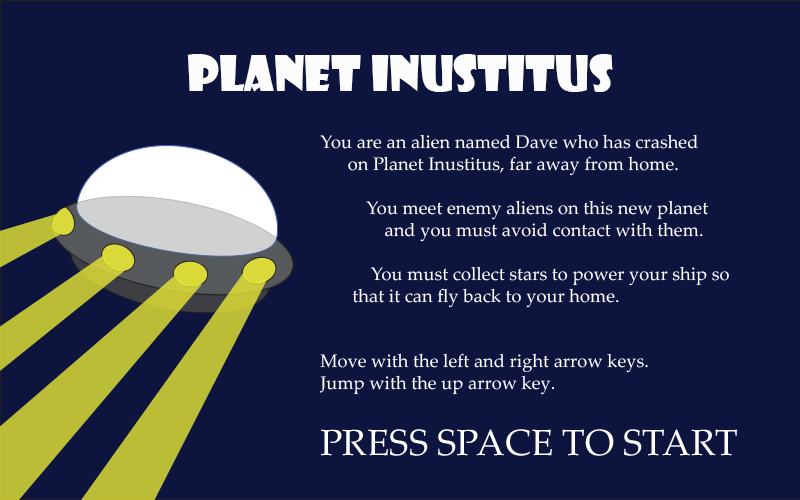 PLANET INUSTITUS
You are an alien named Dave who has crashed
on Planet Inustitus, far away from home.
You meet enemy aliens on this new planet
and you must avoid contact with them.
You must collect stars to power your ship so
that it can fly back to your home.
Move with the left and right arrow keys.
Jump with the up arrow key.
PRESS SPACE TO START